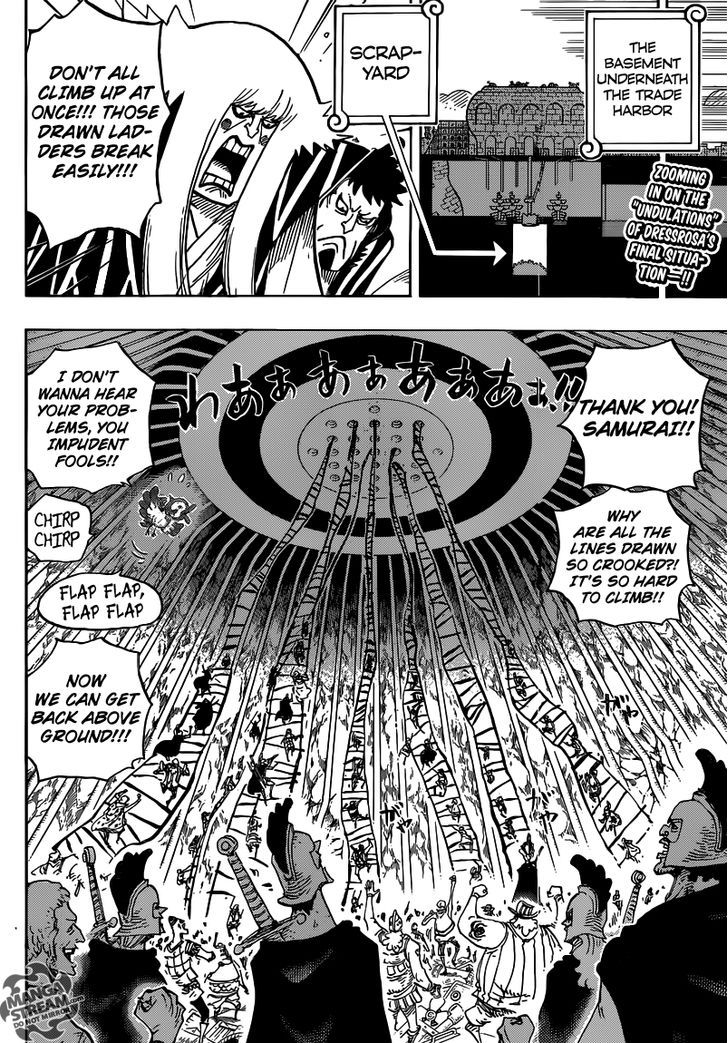 DON'T ALL
CLIMB UP AT
ONCE!!! THOSE
DRAWN LAD-
DERS BREAK
EASILY!!!
SCRAP-
YARD
THE
BASEMENT
UNDERNEATH
THE TRADE
HARBOR
ZOOMING
IN ON THE
"UNDULATIONS"
OF DRESSROSA'S
FINAL SITUA-
TION—!!
I DON'T
WANNA HEAR
YOUR PROB-
LEMS, YOU
IMPUDENT
FOOLS!!
わあぁあぁあぁあぁ!!
THANK YOU!
SAMURAI!!
CHIRP
CHIRP
WHY
ARE ALL THE
LINES DRAWN
SO CROOKED?!
IT'S SO HARD
TO CLIMB!!
FLAP FLAP,
FLAP FLAP
NOW
WE CAN GET
BACK ABOVE
GROUND!!!
MANGA
STREAM.COM
DO NOT MIRROR